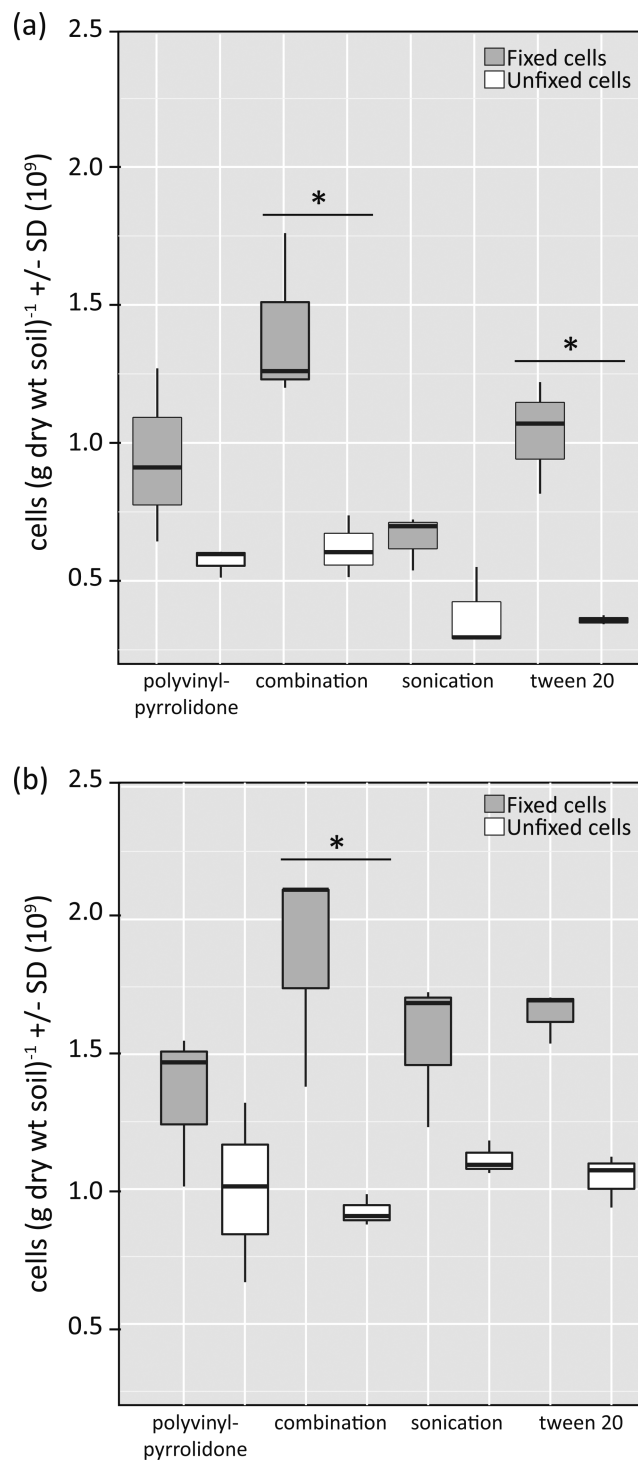 (a)
2.5
Fixed cells
Unfixed cells
2.0
*
1.5
*
1.0
0.5
cells (g dry wt soil)⁻¹ +/- SD (10⁹)
polyvinyl-
pyrrolidone
combination
sonication
tween 20
(b)
2.5
Fixed cells
Unfixed cells
*
2.0
1.5
1.0
0.5
cells (g dry wt soil)⁻¹ +/- SD (10⁹)
polyvinyl-
pyrrolidone
combination
sonication
tween 20